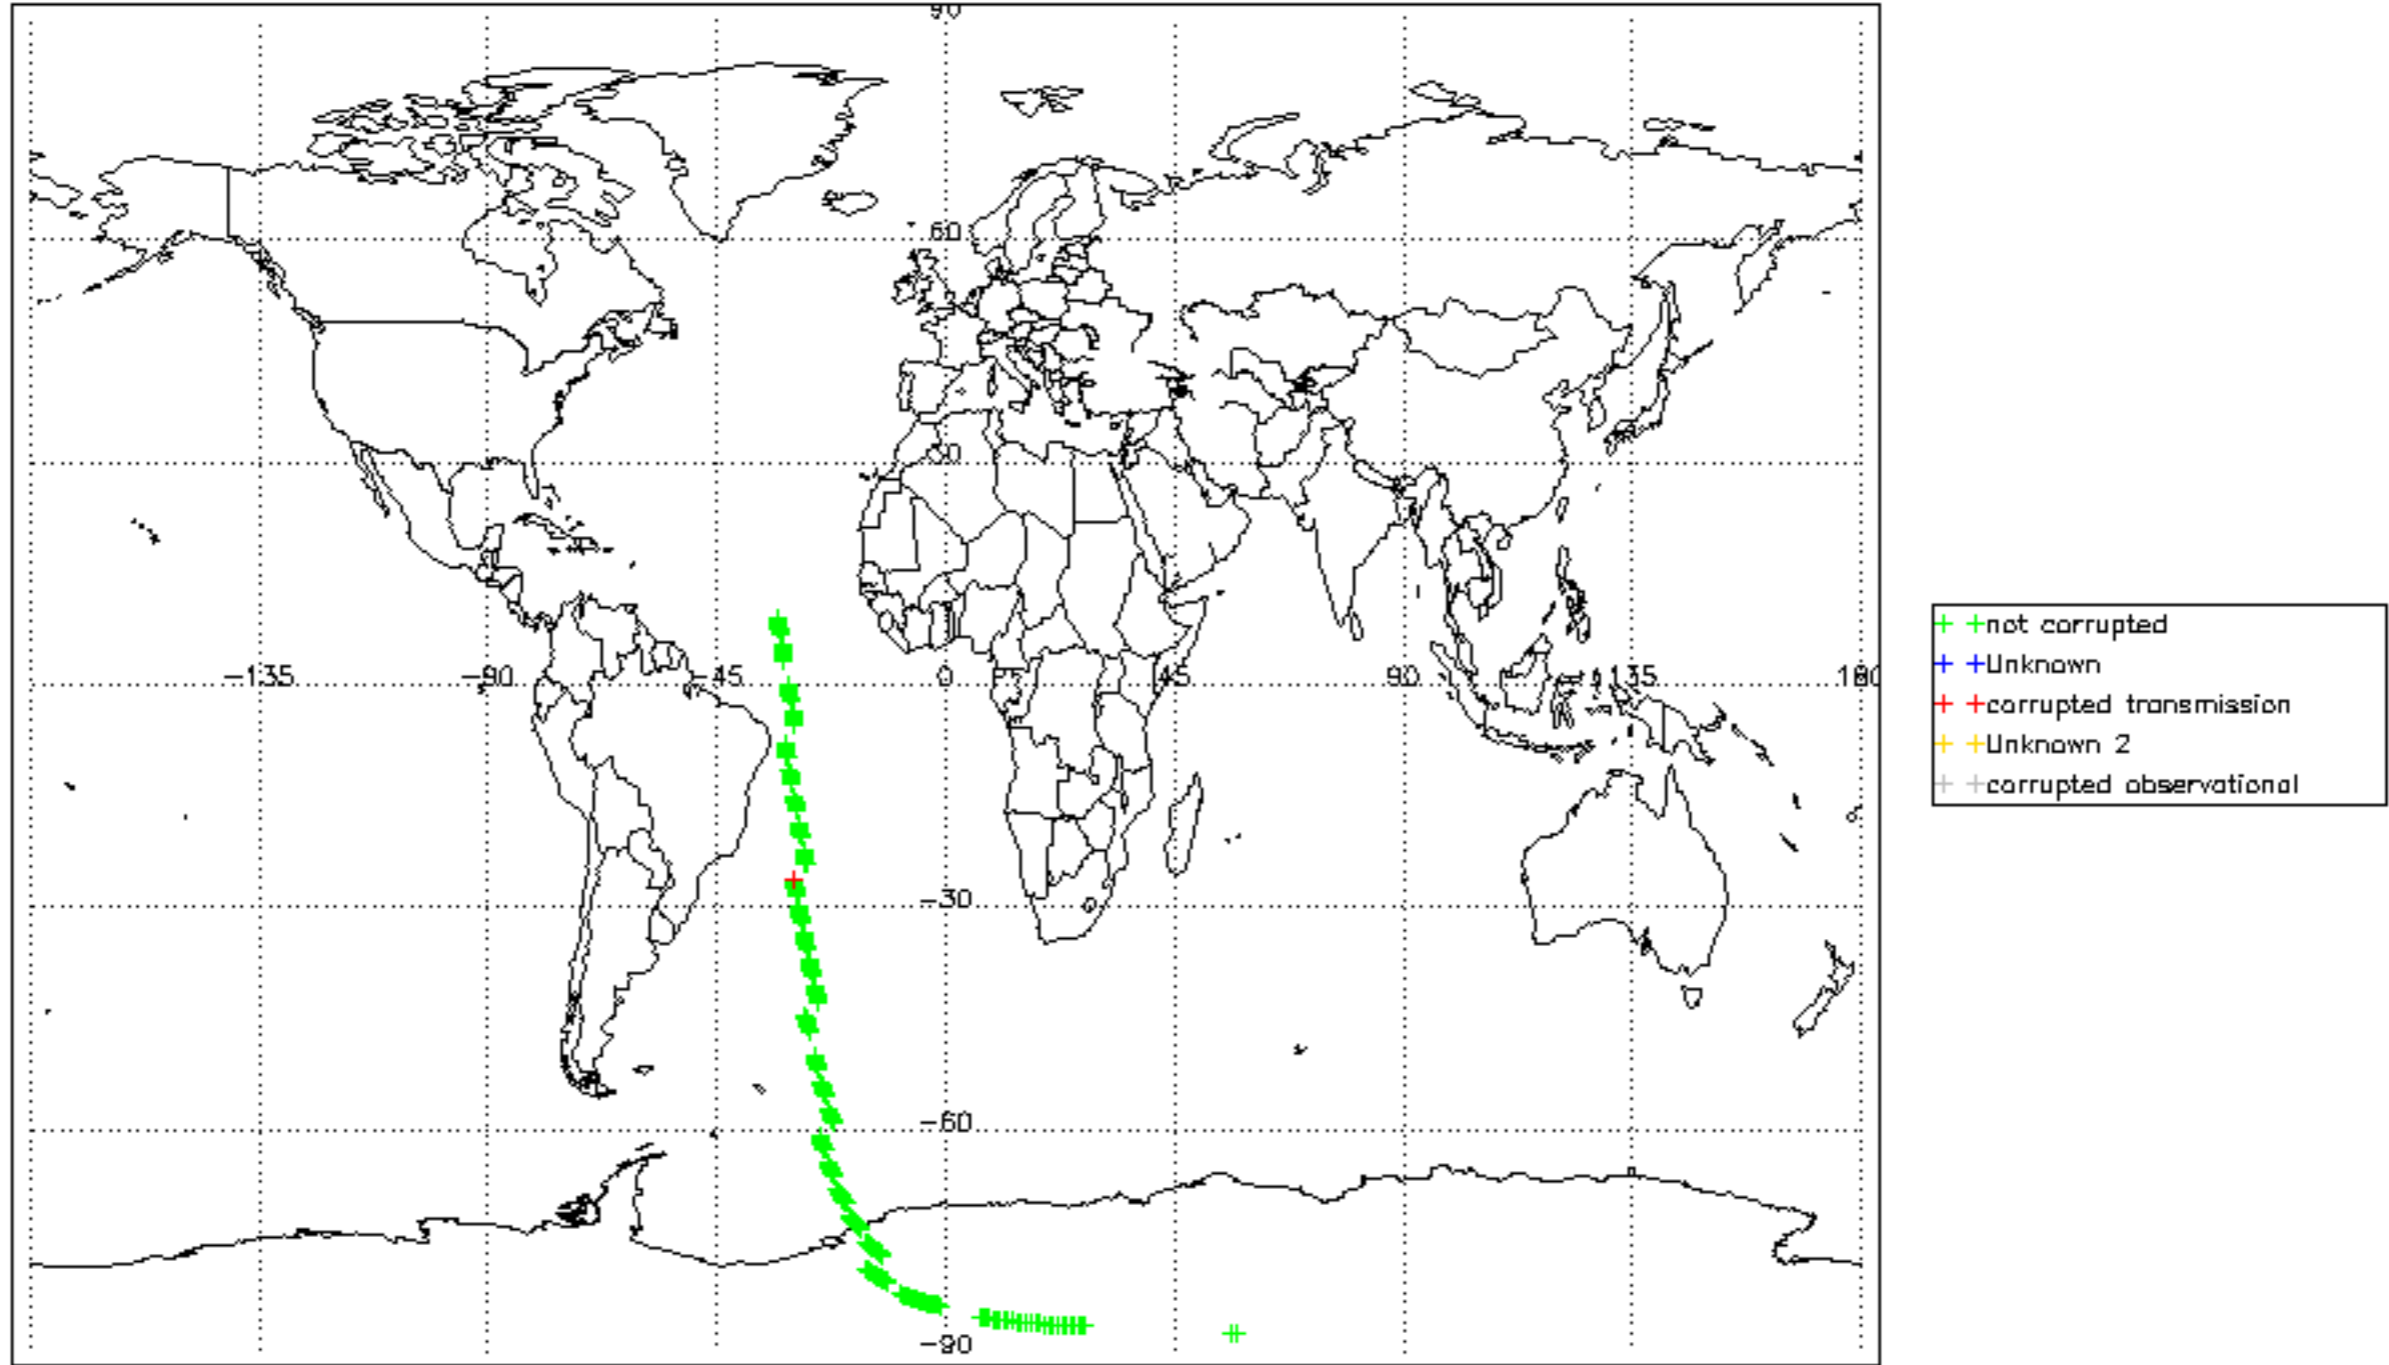 90
60
30
-135 -90 -45 0 45 90 135 180
-30
-60
-90
not corrupted
Unknown
corrupted transmission
Unknown 2
corrupted observational